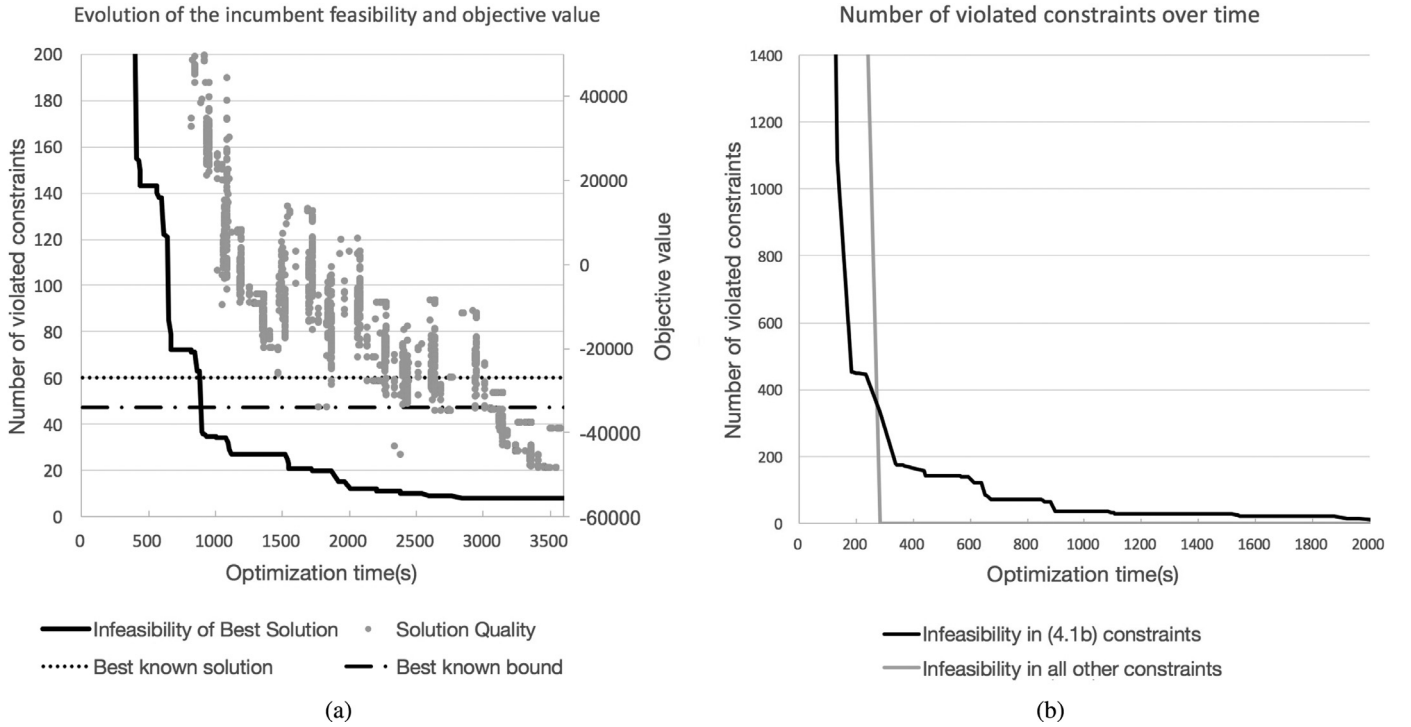 Evolution of the incumbent feasibility and objective value
Number of violated constraints
200
180
160
140
120
100
80
60
40
20
0
40000
20000
0
-20000
-40000
-60000
Objective value
0 500 1000 1500 2000 2500 3000 3500
Optimization time(s)
Infeasibility of Best Solution Solution Quality
Best known solution Best known bound
(a)
Number of violated constraints over time
Number of violated constraints
1400
1200
1000
800
600
400
200
0
0 200 400 600 800 1000 1200 1400 1600 1800 2000
Optimization time(s)
Infeasibility in (4.1b) constraints
Infeasibility in all other constraints
(b)